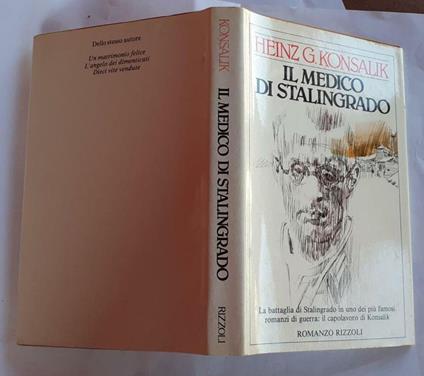 Dello stesso autore
Un matrimonio felice
L'angelo dei dimenticati
Dieci vite vendute
KONSALIK IL MEDICO DI STALINGRADO RIZZOLI
HEINZ G. KONSALIK
IL MEDICO
DI STALINGRADO
La battaglia di Stalingrado in uno dei più famosi
romanzi di guerra: il capolavoro di Konsalik
ROMANZO RIZZOLI